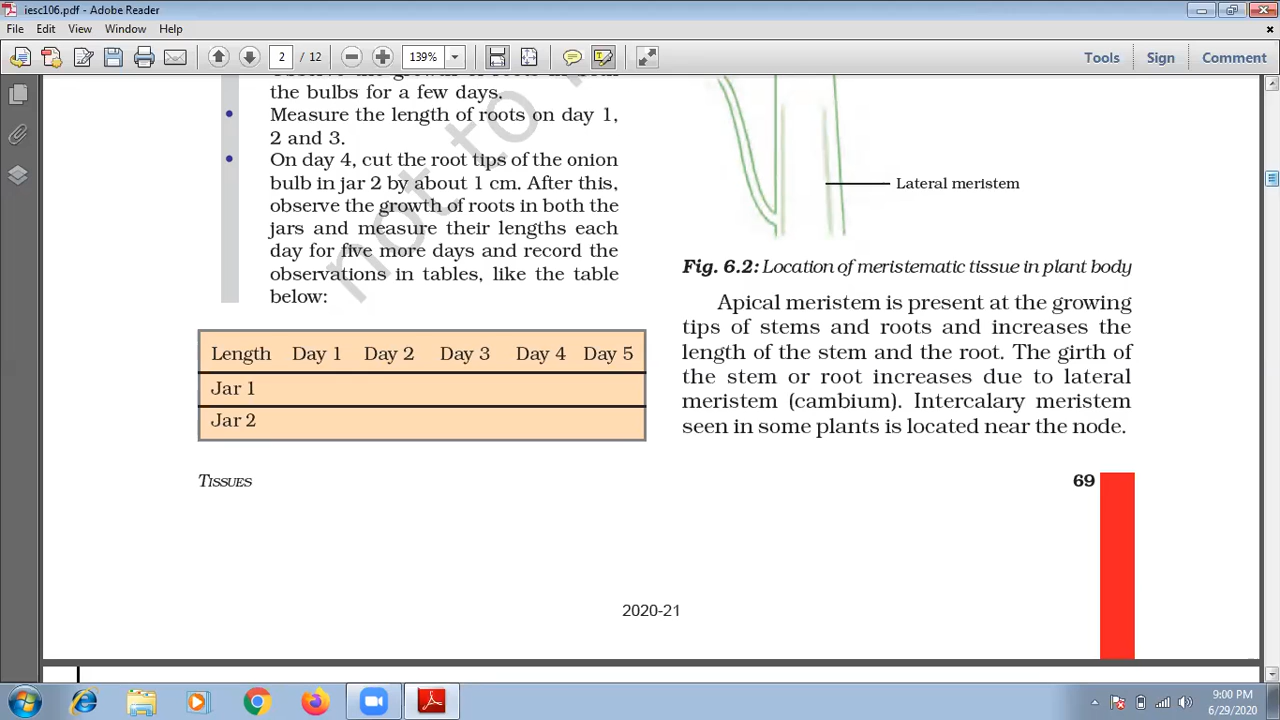 iesc106.pdf - Adobe Reader
File Edit View Window Help
2 / 12 139% Tools Sign Comment
the bulbs for a few days.
• Measure the length of roots on day 1,
2 and 3.
• On day 4, cut the root tips of the onion
bulb in jar 2 by about 1 cm. After this,
observe the growth of roots in both the
jars and measure their lengths each
day for five more days and record the
observations in tables, like the table
below:
Length Day 1 Day 2 Day 3 Day 4 Day 5
Jar 1
Jar 2
Lateral meristem
Fig. 6.2: Location of meristematic tissue in plant body
Apical meristem is present at the growing
tips of stems and roots and increases the
length of the stem and the root. The girth of
the stem or root increases due to lateral
meristem (cambium). Intercalary meristem
seen in some plants is located near the node.
TISSUES
69
not to
2020-21
9:00 PM
6/29/2020